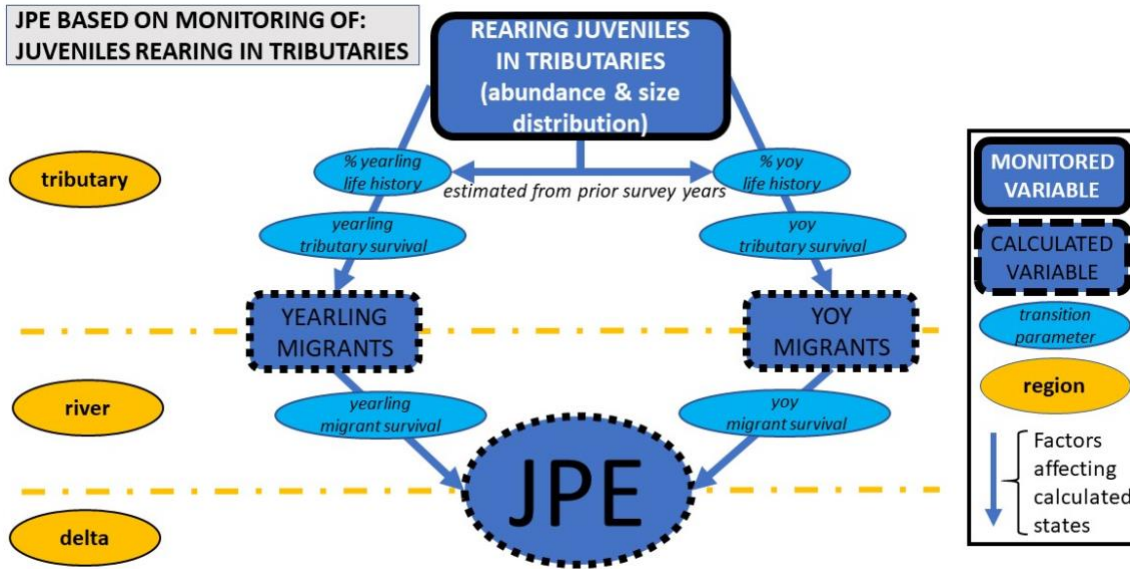 JPE BASED ON MONITORING OF:
JUVENILES REARING IN TRIBUTARIES
REARING JUVENILES
IN TRIBUTARIES
(abundance & size
distribution)
tributary
% yearling
life history
estimated from prior survey years
% yoy
life history
yearling
tributary survival
yoy
tributary survival
YEARLING
MIGRANTS
YOY
MIGRANTS
river
yearling
migrant survival
yoy
migrant survival
JPE
delta
MONITORED
VARIABLE
CALCULATED
VARIABLE
transition
parameter
region
Factors
affecting
calculated
states